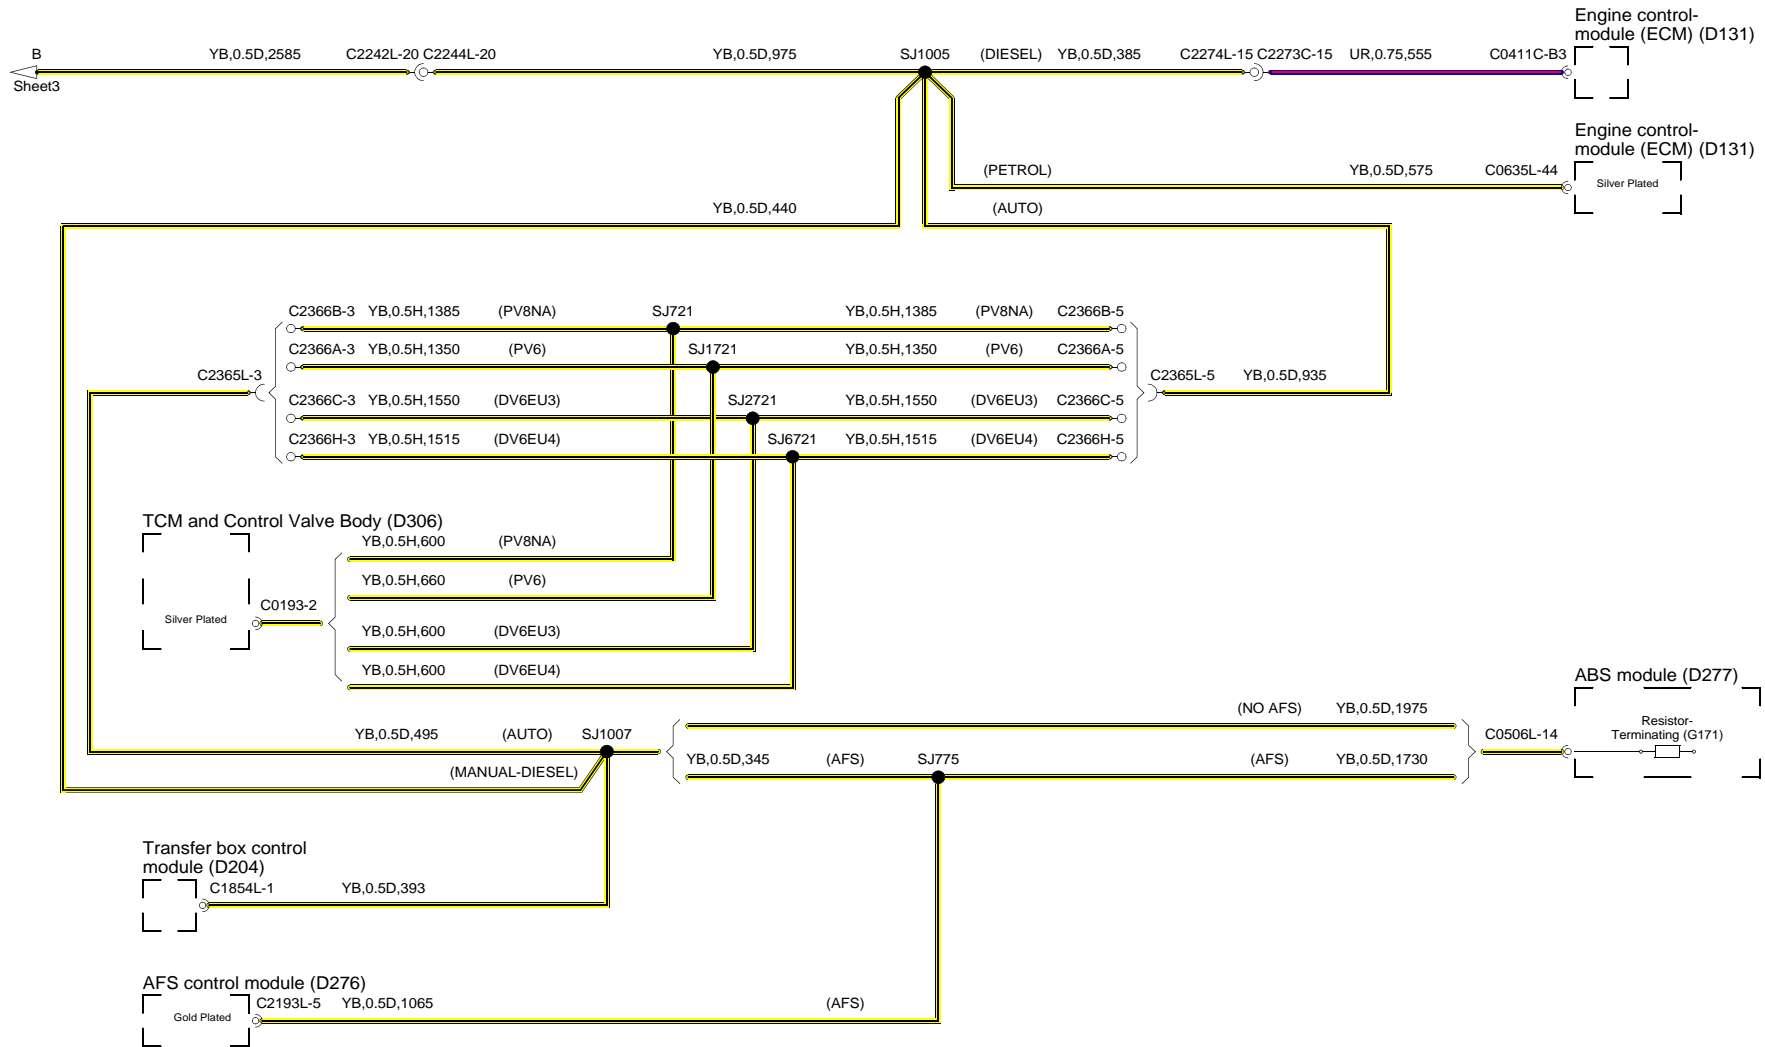 Engine control-
module (ECM) (D131)
B YB,0.5D,2585 C2242L-20 C2244L-20 YB,0.5D,975 SJ1005 (DIESEL) YB,0.5D,385 C2274L-15 C2273C-15 UR,0.75,555 C0411C-B3
Sheet3
Engine control-
module (ECM) (D131)
(PETROL) YB,0.5D,575 C0635L-44
Silver Plated
YB,0.5D,440 (AUTO)
C2366B-3 YB,0.5H,1385 (PV8NA) SJ721 YB,0.5H,1385 (PV8NA) C2366B-5
C2366A-3 YB,0.5H,1350 (PV6) SJ1721 YB,0.5H,1350 (PV6) C2366A-5
C2365L-3 C2365L-5 YB,0.5D,935
C2366C-3 YB,0.5H,1550 (DV6EU3) SJ2721 YB,0.5H,1550 (DV6EU3) C2366C-5
C2366H-3 YB,0.5H,1515 (DV6EU4) SJ6721 YB,0.5H,1515 (DV6EU4) C2366H-5
TCM and Control Valve Body (D306)
YB,0.5H,600 (PV8NA)
YB,0.5H,660 (PV6)
C0193-2
Silver Plated
YB,0.5H,600 (DV6EU3)
YB,0.5H,600 (DV6EU4)
ABS module (D277)
(NO AFS) YB,0.5D,1975
Resistor-
Terminating (G171)
YB,0.5D,495 (AUTO) SJ1007 C0506L-14
YB,0.5D,345 (AFS) SJ775 (AFS) YB,0.5D,1730
(MANUAL-DIESEL)
Transfer box control
module (D204)
C1854L-1 YB,0.5D,393
AFS control module (D276)
C2193L-5 YB,0.5D,1065 (AFS)
Gold Plated